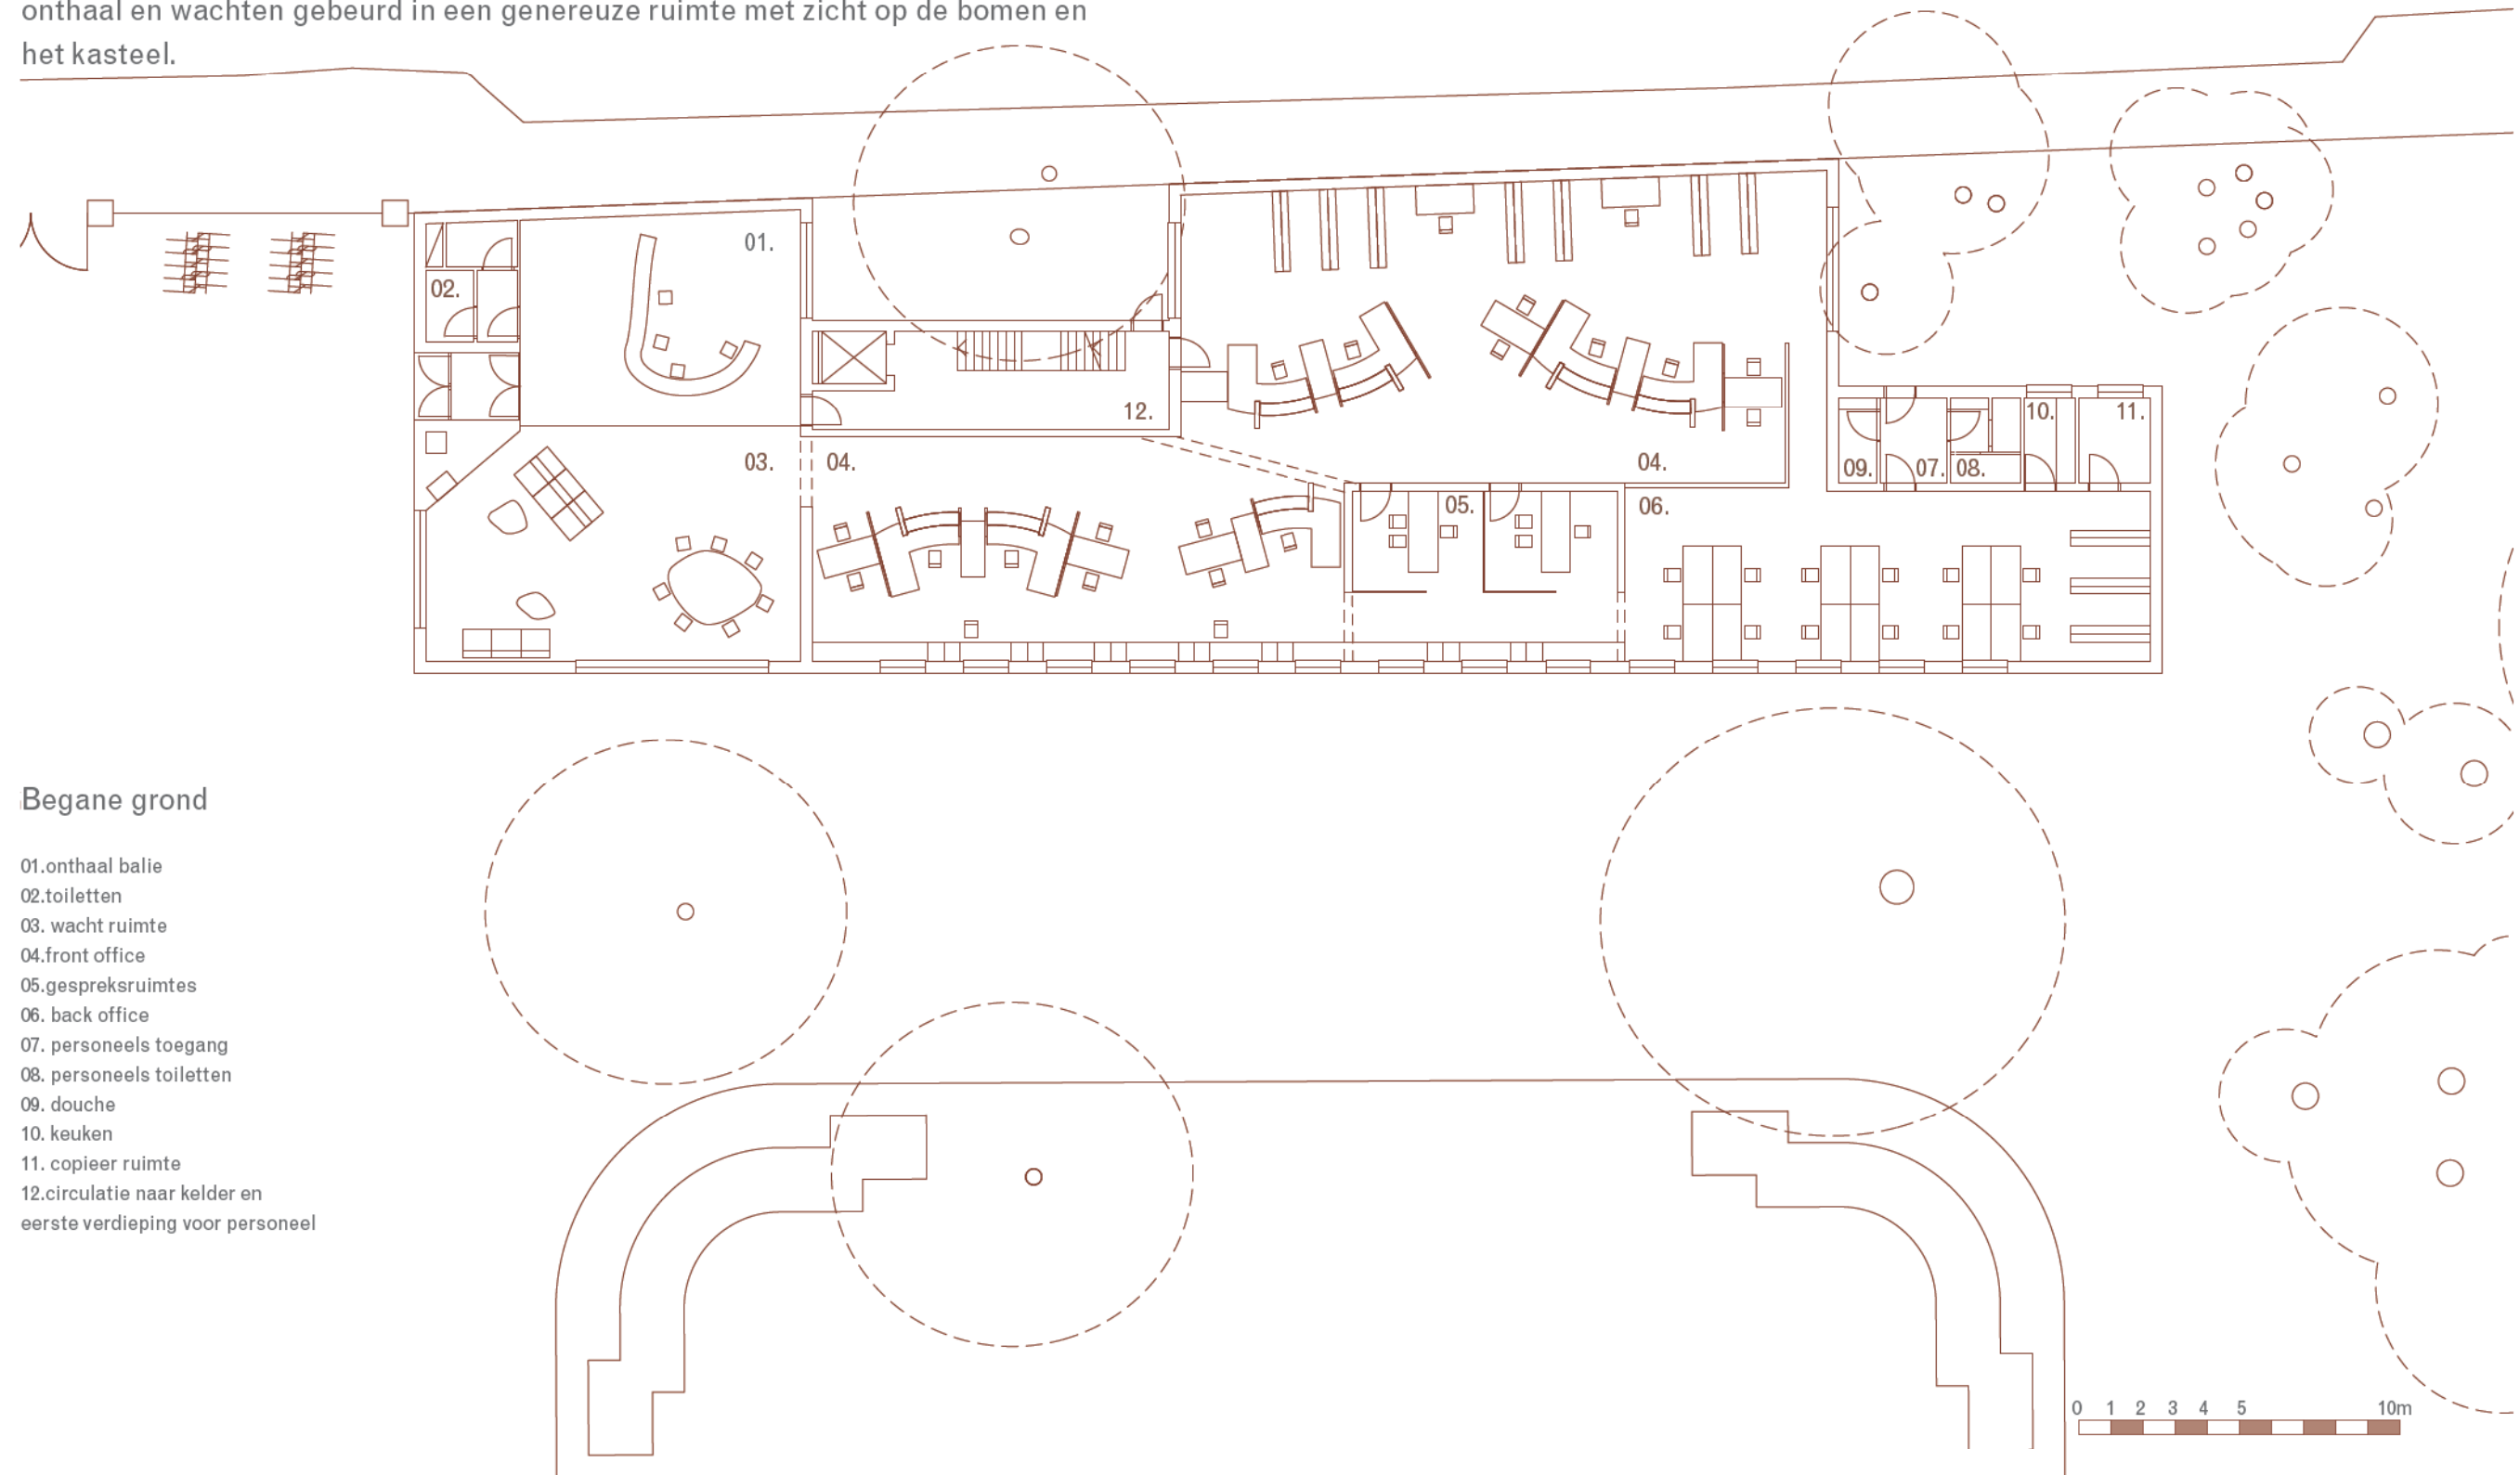 onthaal en wachten gebeurd in een genereuze ruimte met zicht op de bomen en
het kasteel.
01.
02.
12.
03.
04.
04.
05.
06.
09.
07.
08.
10.
11.
Begane grond
01.onthaal balie
02.toiletten
03. wacht ruimte
04.front office
05.gespreksruimtes
06. back office
07. personeels toegang
08. personeels toiletten
09. douche
10. keuken
11. copieer ruimte
12.circulatie naar kelder en
eerste verdieping voor personeel
0 1 2 3 4 5 10m